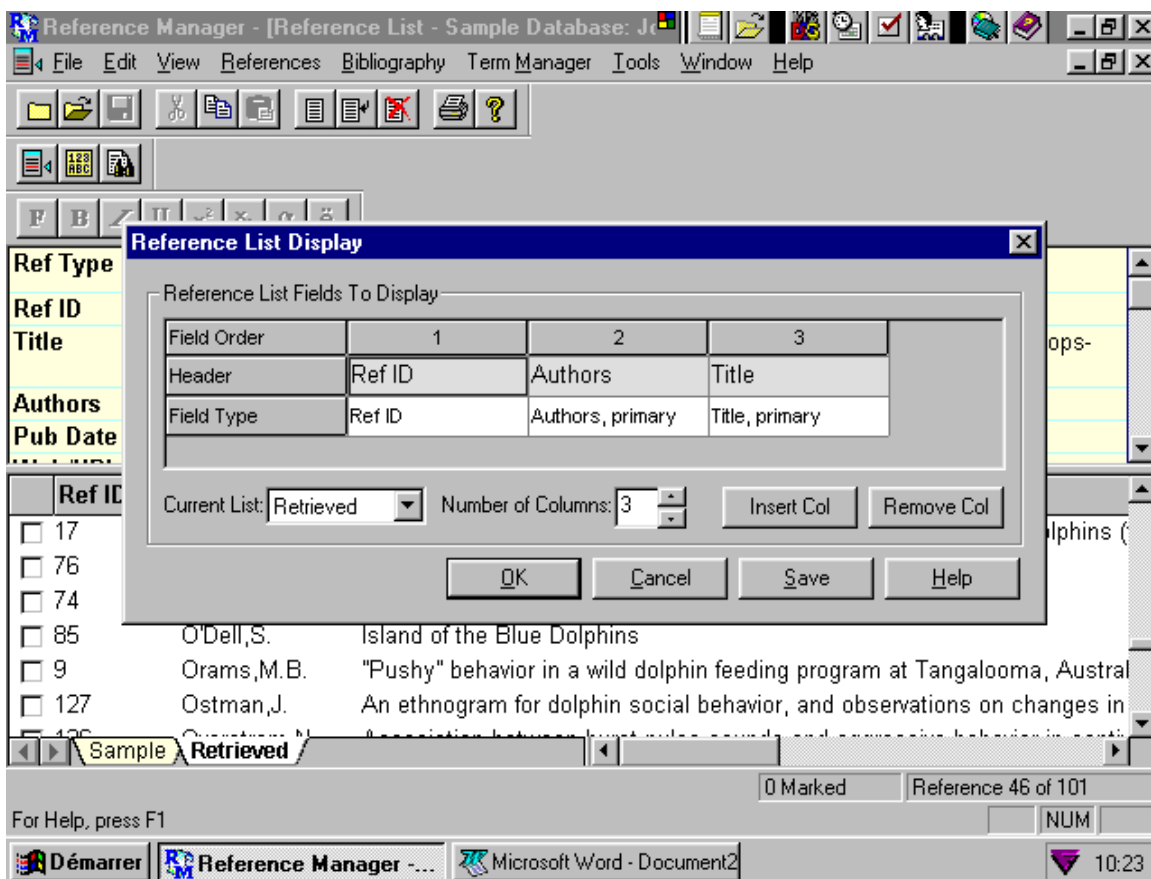 Reference Manager - [Reference List - Sample Database: Jo
File Edit View References Bibliography Term Manager Tools Window Help
123
ABC
F B I U x² x α ö
Reference List Display
Ref Type
Reference List Fields To Display
Ref ID
Title
ops-
Field Order 1 2 3
Header Ref ID Authors Title
Authors
Field Type Ref ID Authors, primary Title, primary
Pub Date
Ref ID
Current List: Retrieved Number of Columns: 3 Insert Col Remove Col
17 lphins (
76
OK Cancel Save Help
74
85 O'Dell,S. Island of the Blue Dolphins
9 Orams,M.B. "Pushy" behavior in a wild dolphin feeding program at Tangalooma, Austral
127 Ostman,J. An ethnogram for dolphin social behavior, and observations on changes in
Sample Retrieved
0 Marked Reference 46 of 101
For Help, press F1 NUM
Démarrer Reference Manager -... Microsoft Word - Document2 10:23